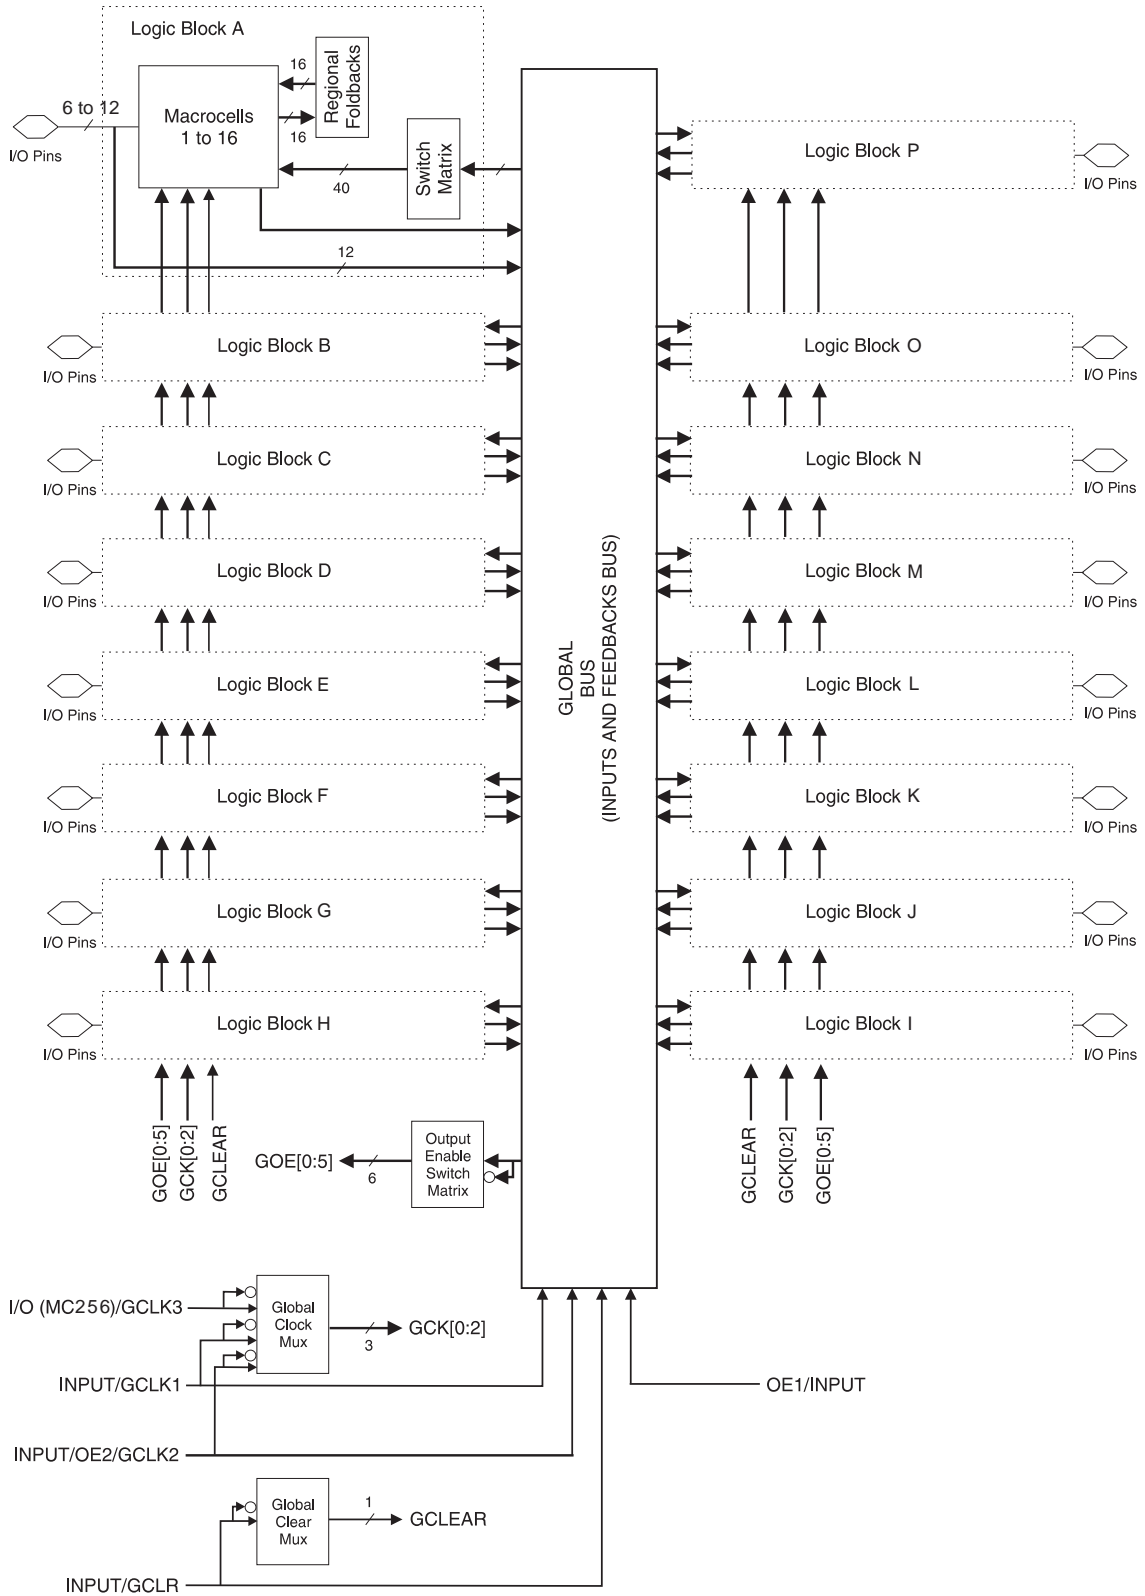 Logic Block A
6 to 12
I/O Pins
Macrocells
1 to 16
16
16
Regional
Foldbacks
40
Switch
Matrix
12
Logic Block P
I/O Pins
I/O Pins
Logic Block B
Logic Block O
I/O Pins
I/O Pins
Logic Block C
Logic Block N
I/O Pins
I/O Pins
Logic Block D
Logic Block M
I/O Pins
I/O Pins
Logic Block E
Logic Block L
I/O Pins
I/O Pins
Logic Block F
Logic Block K
I/O Pins
I/O Pins
Logic Block G
Logic Block J
I/O Pins
I/O Pins
Logic Block H
Logic Block I
I/O Pins
GLOBAL
BUS
(INPUTS AND FEEDBACKS BUS)
GOE[0:5]
GCK[0:2]
GCLEAR
GOE[0:5]
6
Output
Enable
Switch
Matrix
GCLEAR
GCK[0:2]
GOE[0:5]
I/O (MC256)/GCLK3
Global
Clock
Mux
3
GCK[0:2]
INPUT/GCLK1
OE1/INPUT
INPUT/OE2/GCLK2
Global
Clear
Mux
1
GCLEAR
INPUT/GCLR